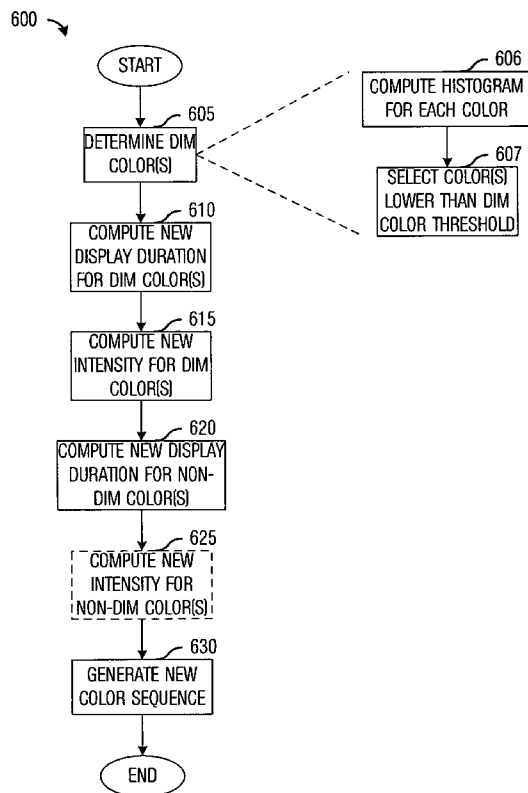 600
START
605
DETERMINE DIM
COLOR(S)
606
COMPUTE HISTOGRAM
FOR EACH COLOR
607
SELECT COLOR(S)
LOWER THAN DIM
COLOR THRESHOLD
610
COMPUTE NEW
DISPLAY DURATION
FOR DIM COLOR(S)
615
COMPUTE NEW
INTENSITY FOR DIM
COLOR(S)
620
COMPUTE NEW DISPLAY
DURATION FOR NON-
DIM COLOR(S)
625
COMPUTE NEW
INTENSITY FOR
NON-DIM COLOR(S)
630
GENERATE NEW
COLOR SEQUENCE
END